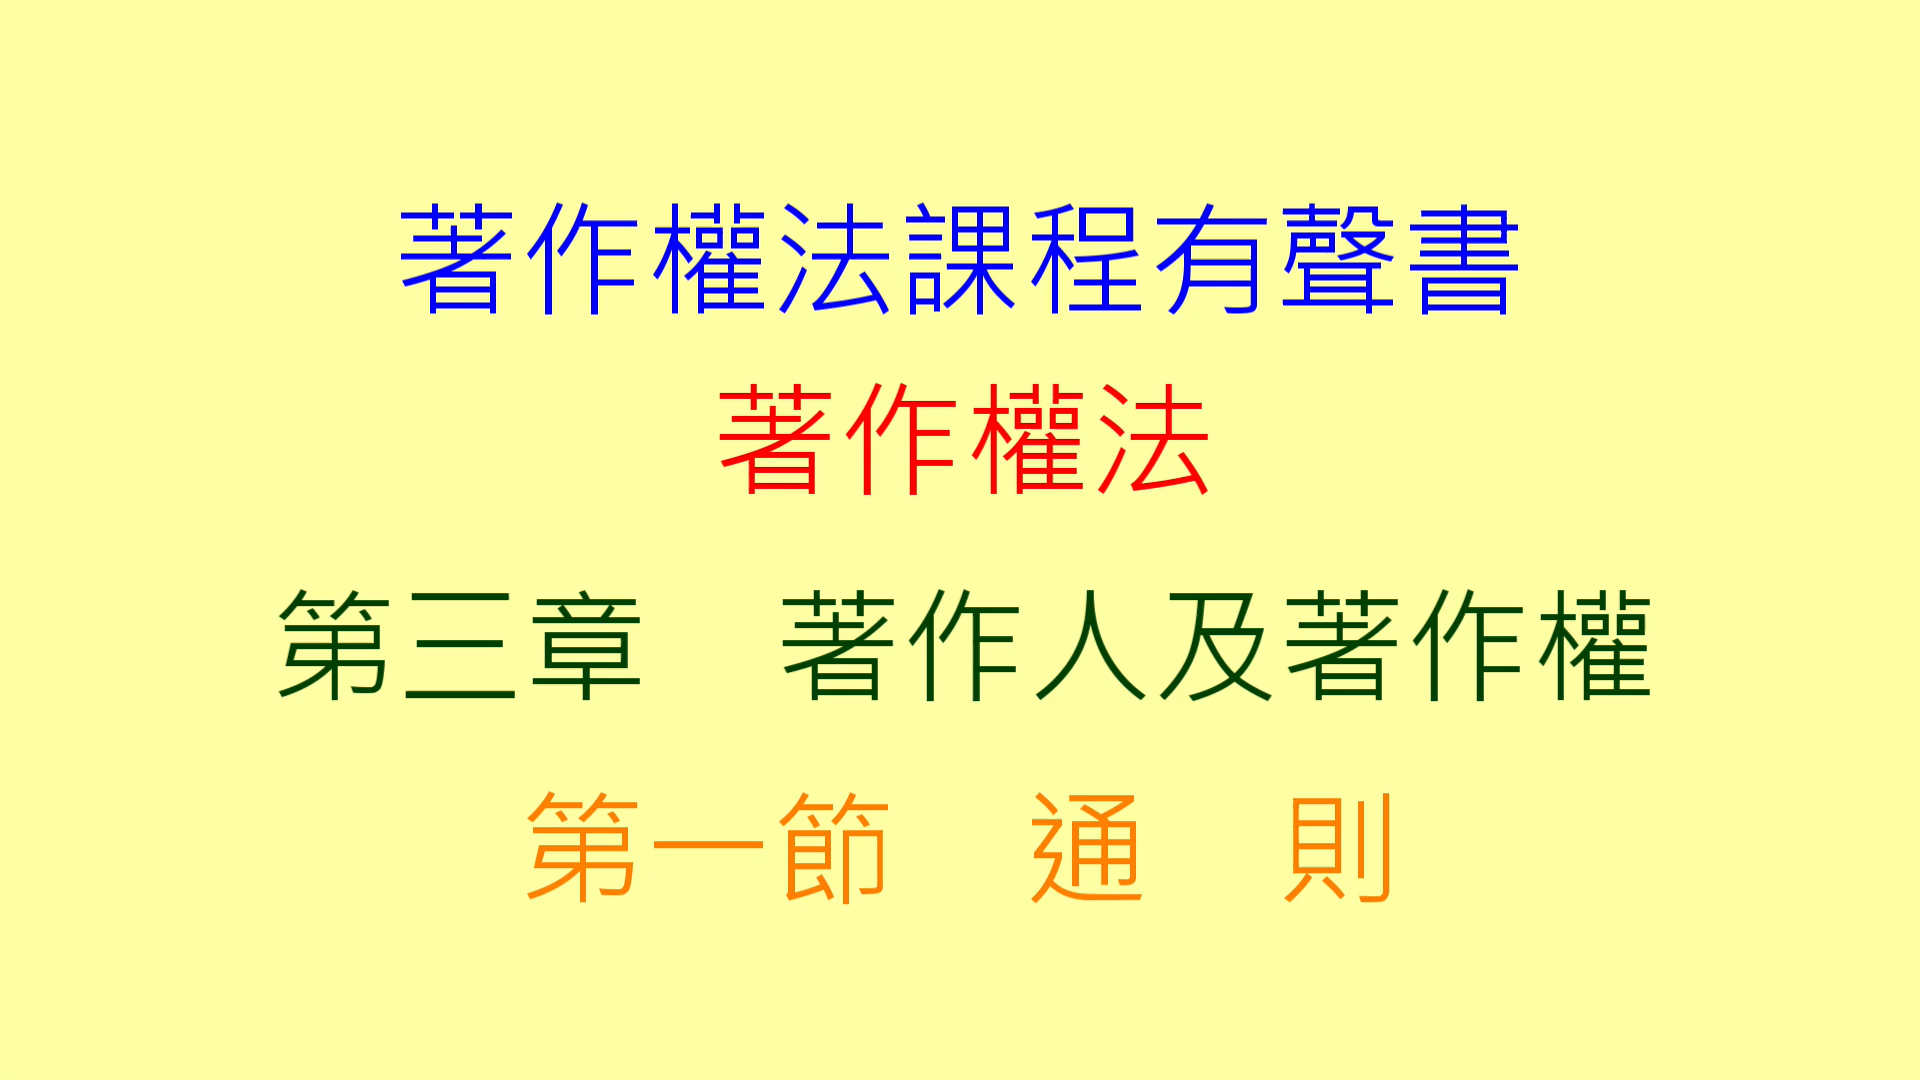 著作權法課程有聲書
著作權法
第三章　著作人及著作權
第一節　通　則